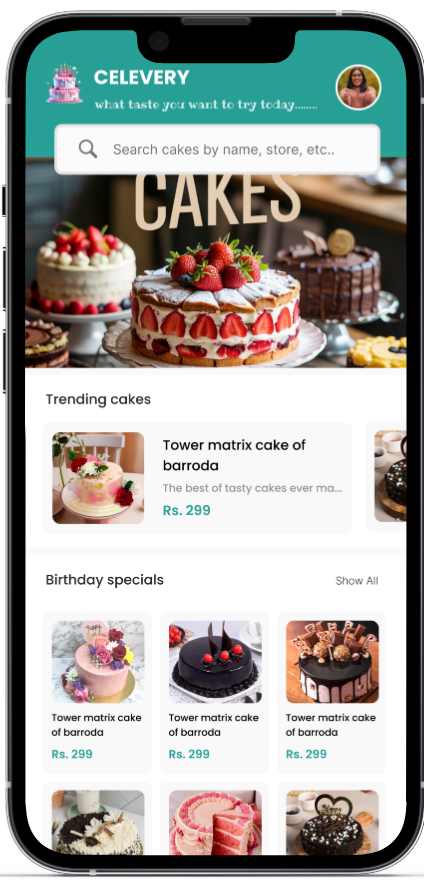 CELEVERY
what taste you want to try today........
Search cakes by name, store, etc..
CAKES
Trending cakes
Tower matrix cake of
barroda
The best of tasty cakes ever ma...
Rs. 299
Birthday specials
Show All
Tower matrix cake
of barroda
Rs. 299
Tower matrix cake
of barroda
Rs. 299
Tower matrix cake
of barroda
Rs. 299